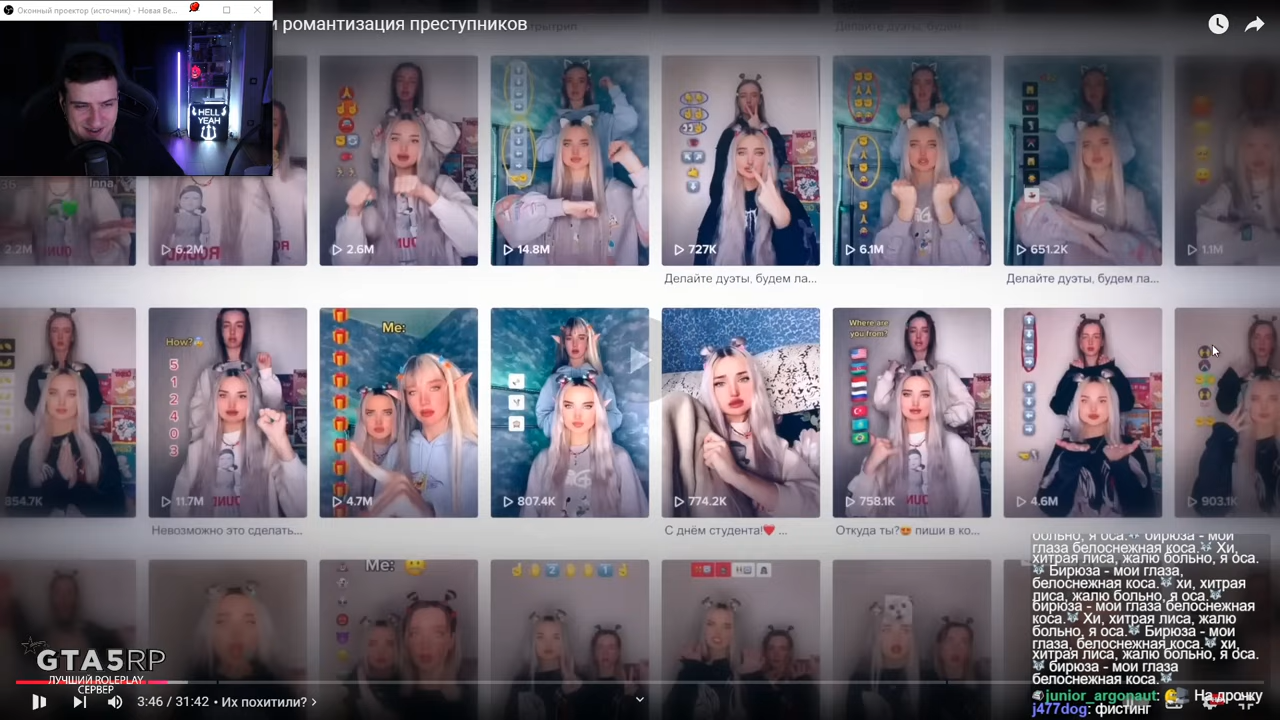 Оконный проектор (источник) - Новая Ве...
и романтизация преступников
HELL
YEAH
Inna
2.2M
6.2M
2.6M
14.8M
727K
6.1M
651.2K
1.1M
Делайте дуэты, будем ла...
Делайте дуэты, будем ла...
How?
5
1
2
4
0
3
Me:
Where are
you from?
854.7K
11.7M
4.7M
807.4K
774.2K
758.1K
4.6M
903.1K
Невозможно это сделать...
С днём студента!❤️ ...
Откуда ты?😍 пиши в ко...
Me:
больно, я оса. бирюза - мои
глаза белоснежная коса. Хи,
хитрая лиса, жалю больно, я оса.
Бирюза - мои глаза,
белоснежная коса. хи, хитрая
лиса, жалю больно, я оса.
бирюза - мои глаза белоснежная
коса. Хи, хитрая лиса, жалю
больно, я оса. Бирюза - мои
глаза, белоснежная коса. хи,
хитрая лиса, жалю больно, я оса.
бирюза - мои глаза
белоснежная коса.
junior_argonaut: На дрочку
j477dog: фистинг
GTA5RP
ЛУЧШИЙ ROLEPLAY
СЕРВЕР
3:46 / 31:42 • Их похитили? >